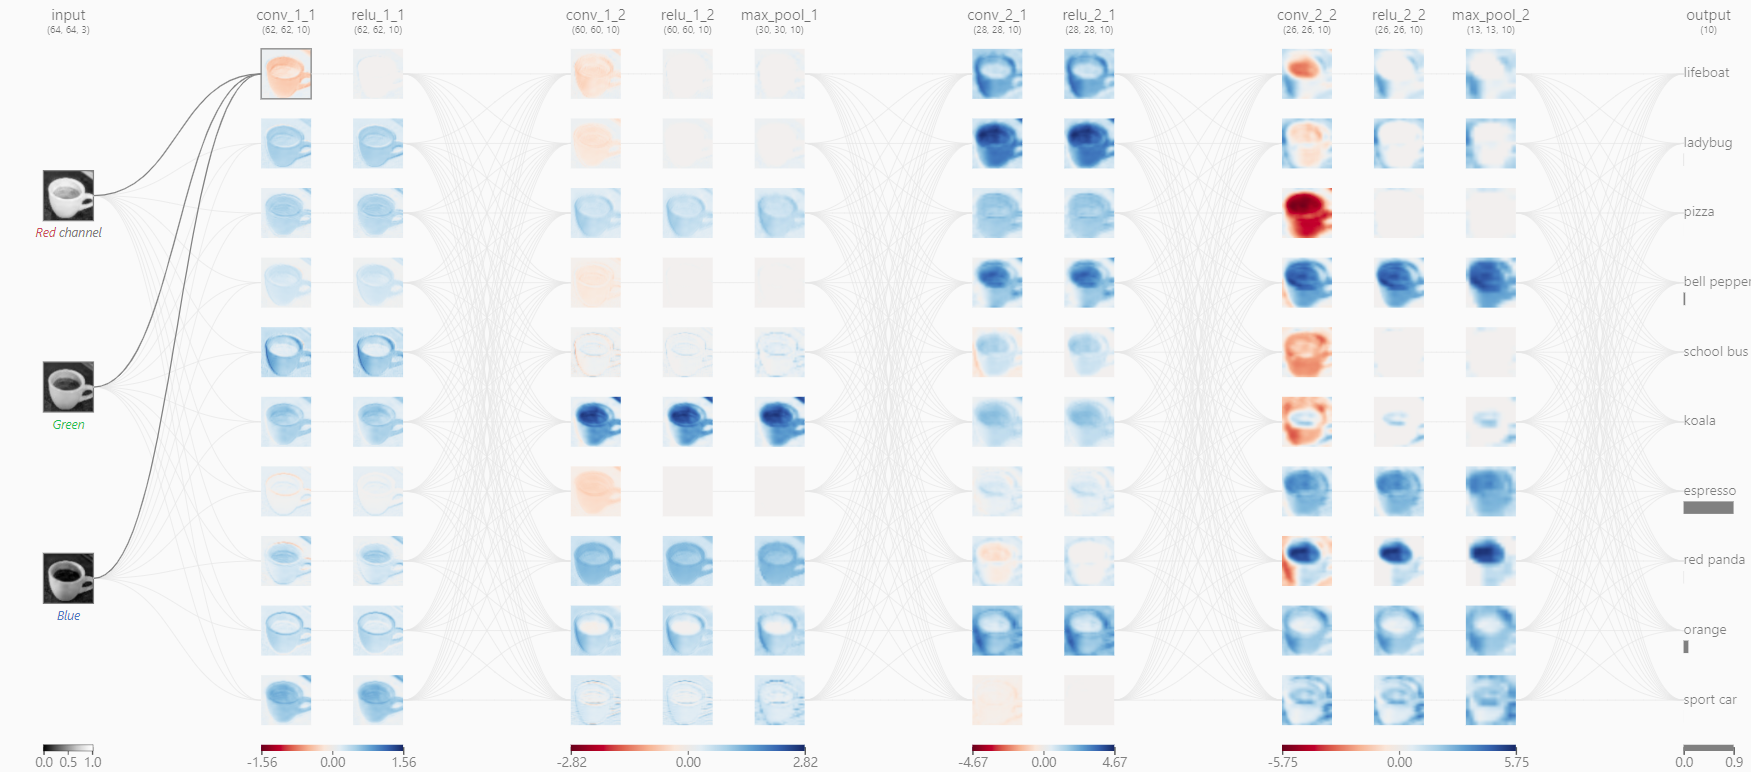 input
(64, 64, 3)
conv_1_1
(62, 62, 10)
relu_1_1
(62, 62, 10)
conv_1_2
(60, 60, 10)
relu_1_2
(60, 60, 10)
max_pool_1
(30, 30, 10)
conv_2_1
(28, 28, 10)
relu_2_1
(28, 28, 10)
conv_2_2
(26, 26, 10)
relu_2_2
(26, 26, 10)
max_pool_2
(13, 13, 10)
output
(10)
Red channel
Green
Blue
lifeboat
ladybug
pizza
bell pepper
school bus
koala
espresso
red panda
orange
sport car
0.0 0.5 1.0
-1.56 0.00 1.56
-2.82 0.00 2.82
-4.67 0.00 4.67
-5.75 0.00 5.75
0.0 0.9